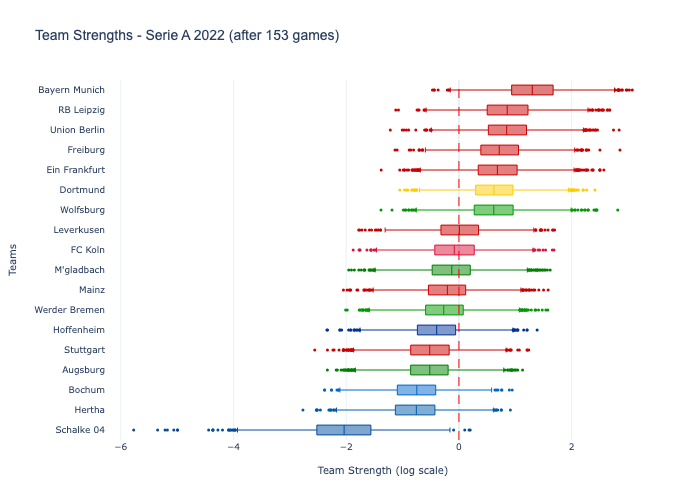 Team Strengths - Serie A 2022 (after 153 games)
Bayern Munich
RB Leipzig
Union Berlin
Freiburg
Ein Frankfurt
Dortmund
Wolfsburg
Leverkusen
FC Koln
M'gladbach
Mainz
Werder Bremen
Hoffenheim
Stuttgart
Augsburg
Bochum
Hertha
Schalke 04
Teams
−6 −4 −2 0 2
Team Strength (log scale)